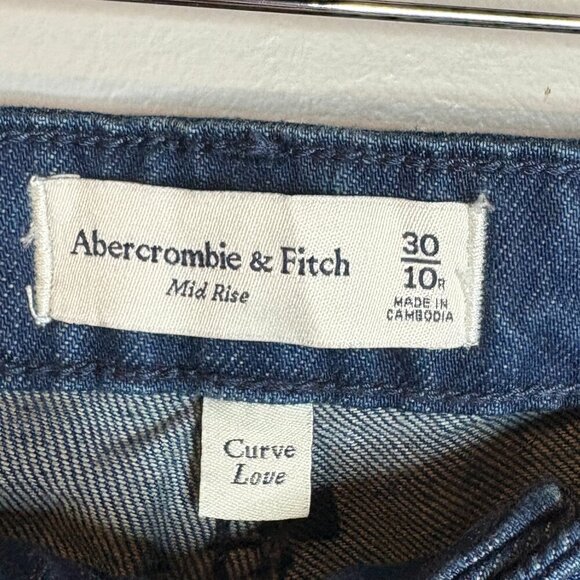 Abercrombie & Fitch
Mid Rise
30
10R
MADE IN
CAMBODIA
Curve
Love